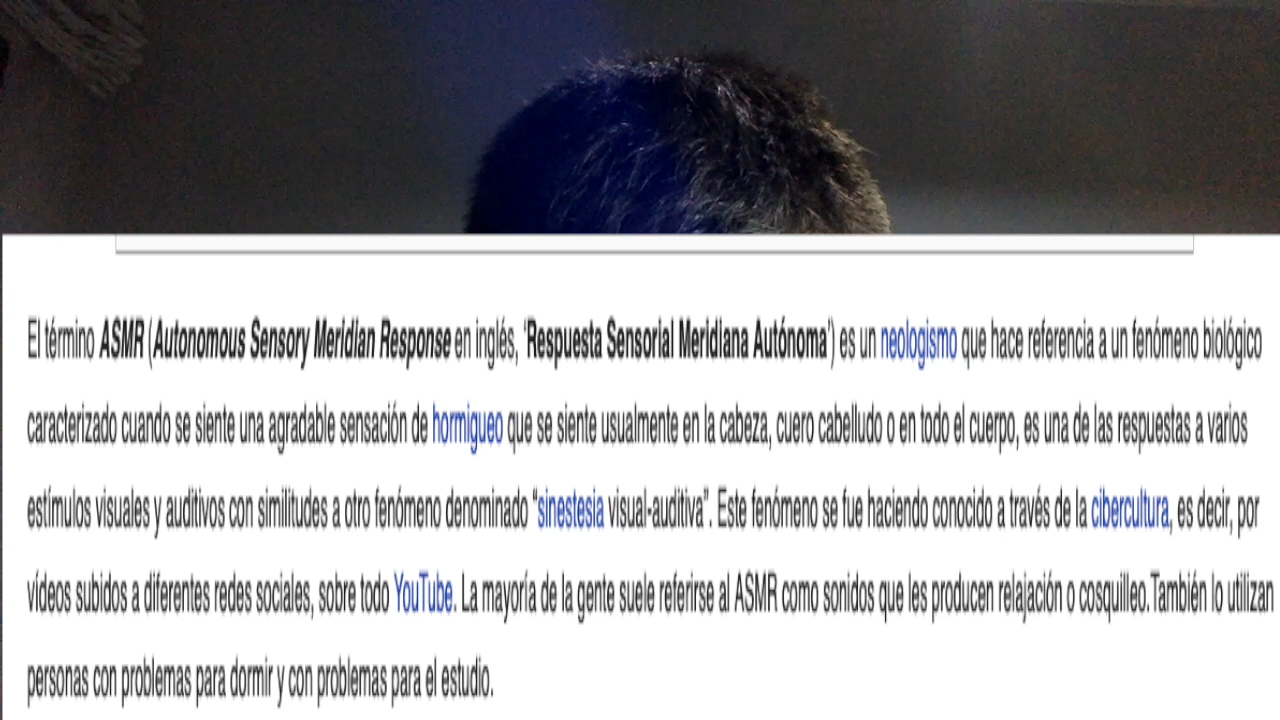 El término ASMR (Autonomous Sensory Meridian Response en inglés, 'Respuesta Sensorial Meridiana Autónoma') es un neologismo que hace referencia a un fenómeno biológico
caracterizado cuando se siente una agradable sensación de hormigueo que se siente usualmente en la cabeza, cuero cabelludo o en todo el cuerpo, es una de las respuestas a varios
estímulos visuales y auditivos con similitudes a otro fenómeno denominado “sinestesia visual-auditiva”. Este fenómeno se fue haciendo conocido a través de la cibercultura, es decir, por
vídeos subidos a diferentes redes sociales, sobre todo YouTube. La mayoría de la gente suele referirse al ASMR como sonidos que les producen relajación o cosquilleo.También lo utilizan
personas con problemas para dormir y con problemas para el estudio.